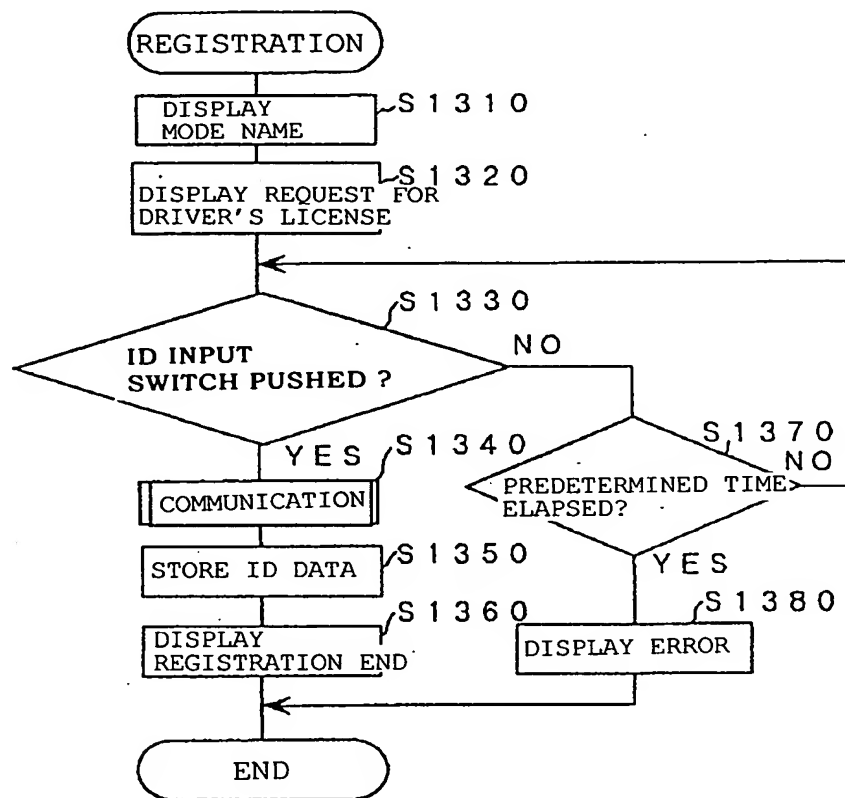 REGISTRATION
DISPLAY
MODE NAME
S1310
DISPLAY REQUEST FOR
DRIVER'S LICENSE
S1320
ID INPUT
SWITCH PUSHED ?
S1330
NO
YES
COMMUNICATION
S1340
STORE ID DATA
S1350
DISPLAY
REGISTRATION END
S1360
PREDETERMINED TIME
ELAPSED?
S1370
NO
YES
DISPLAY ERROR
S1380
END